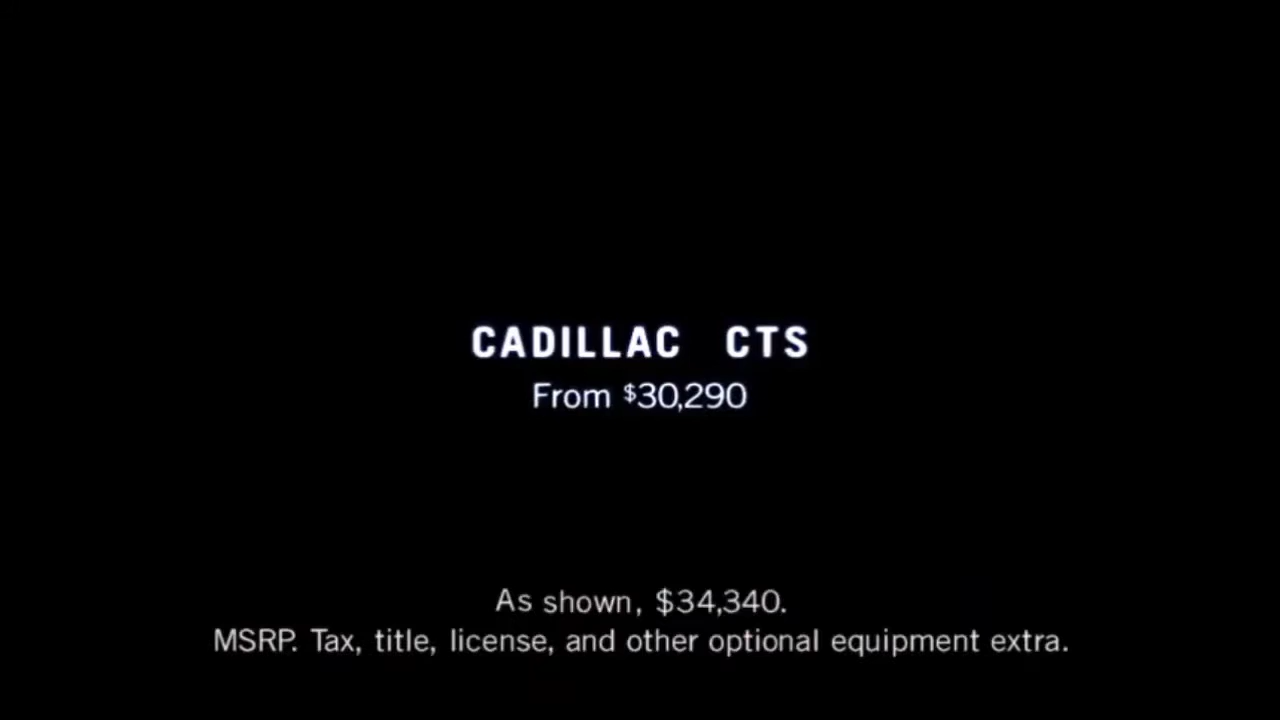 CADILLAC CTS
From $30,290
As shown, $34,340.
MSRP. Tax, title, license, and other optional equipment extra.